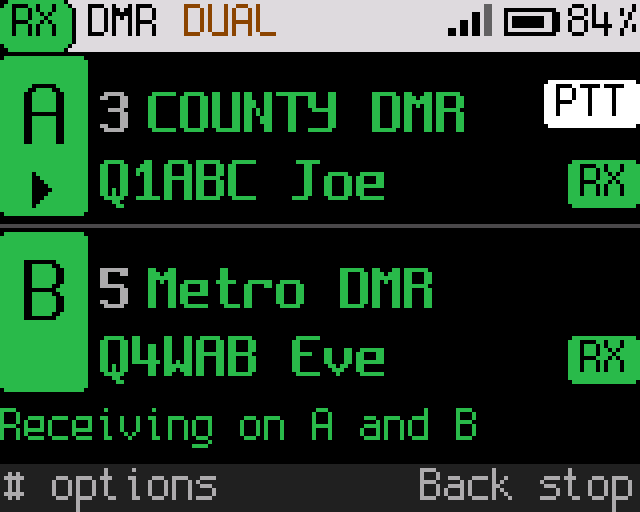 RX DMR DUAL 84%
A 3 COUNTY DMR PTT
Q1ABC Joe RX
B 5 Metro DMR
Q4WAB Eve RX
Receiving on A and B
# options Back stop